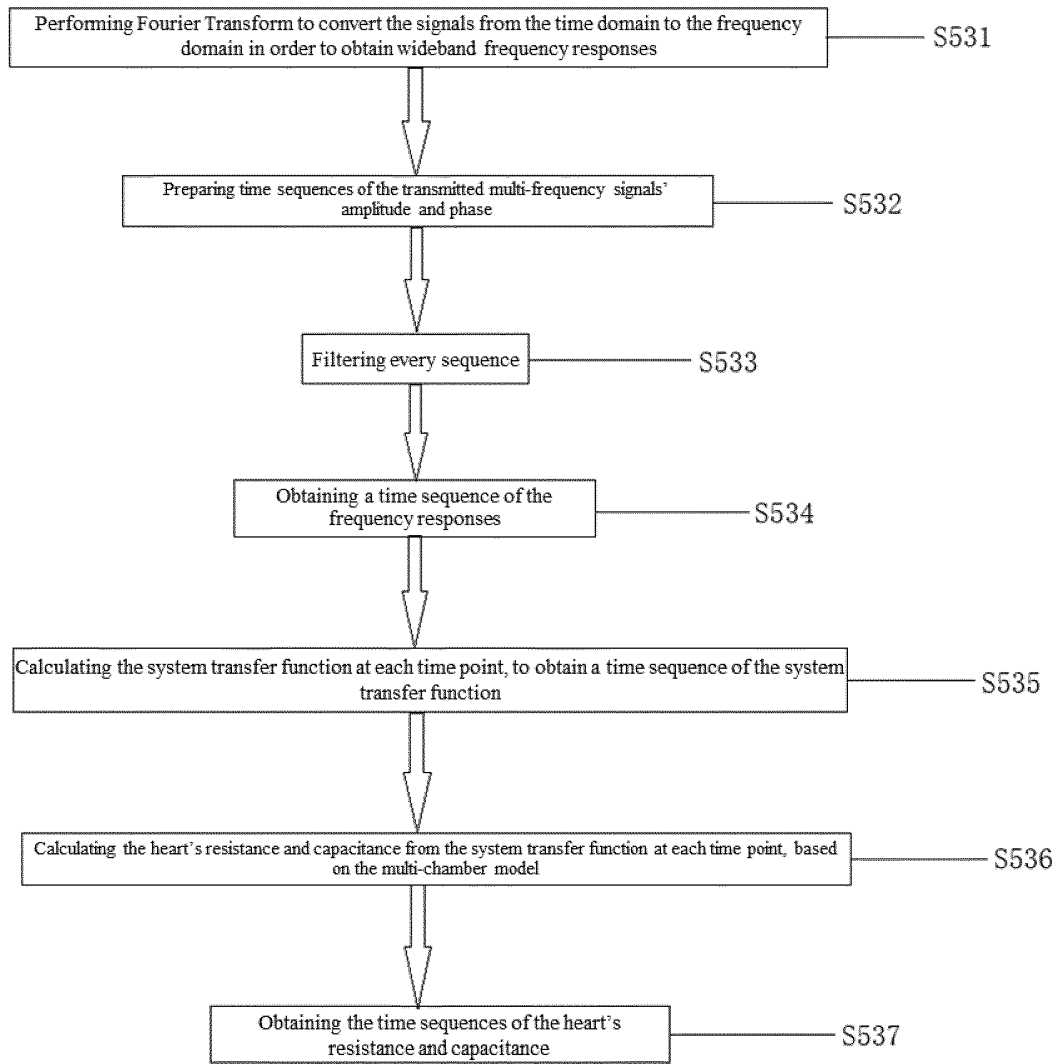 Performing Fourier Transform to convert the signals from the time domain to the frequency
domain in order to obtain wideband frequency responses
S531
Preparing time sequences of the transmitted multi-frequency signals'
amplitude and phase
S532
Filtering every sequence
S533
Obtaining a time sequence of the
frequency responses
S534
Calculating the system transfer function at each time point, to obtain a time sequence of the system
transfer function
S535
Calculating the heart's resistance and capacitance from the system transfer function at each time point, based
on the multi-chamber model
S536
Obtaining the time sequences of the heart's
resistance and capacitance
S537